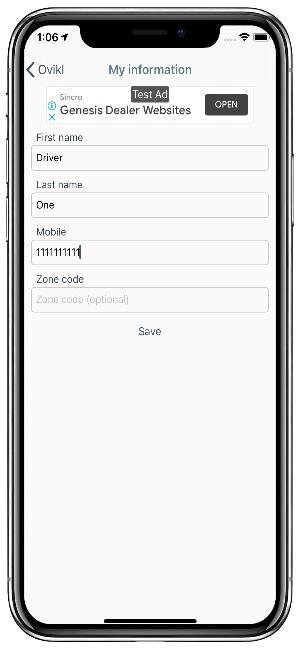 1:06
Ovikl
My information
Test Ad
Sincro
Genesis Dealer Websites
OPEN
First name
Driver
Last name
One
Mobile
1111111111
Zone code
Zone code (optional)
Save